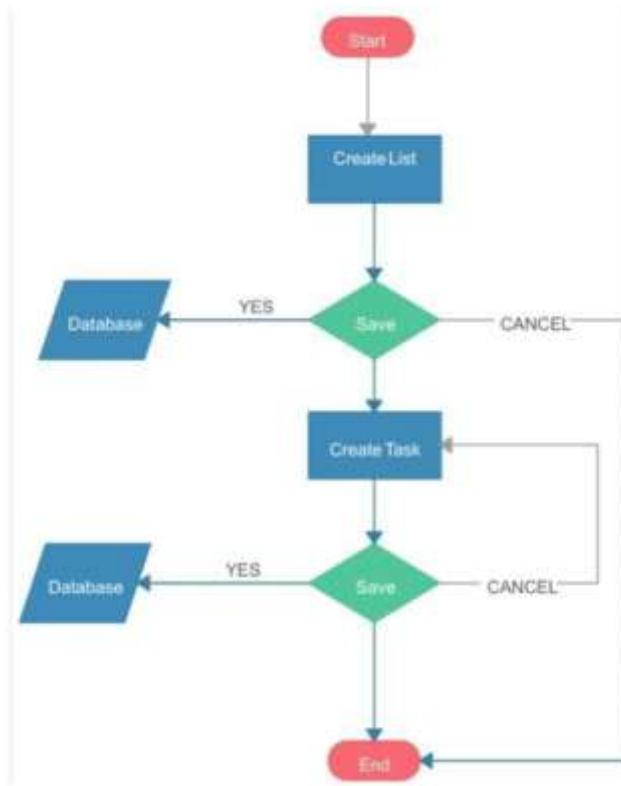 Start
Create List
Database
YES
Save
CANCEL
Create Task
Database
YES
Save
CANCEL
End